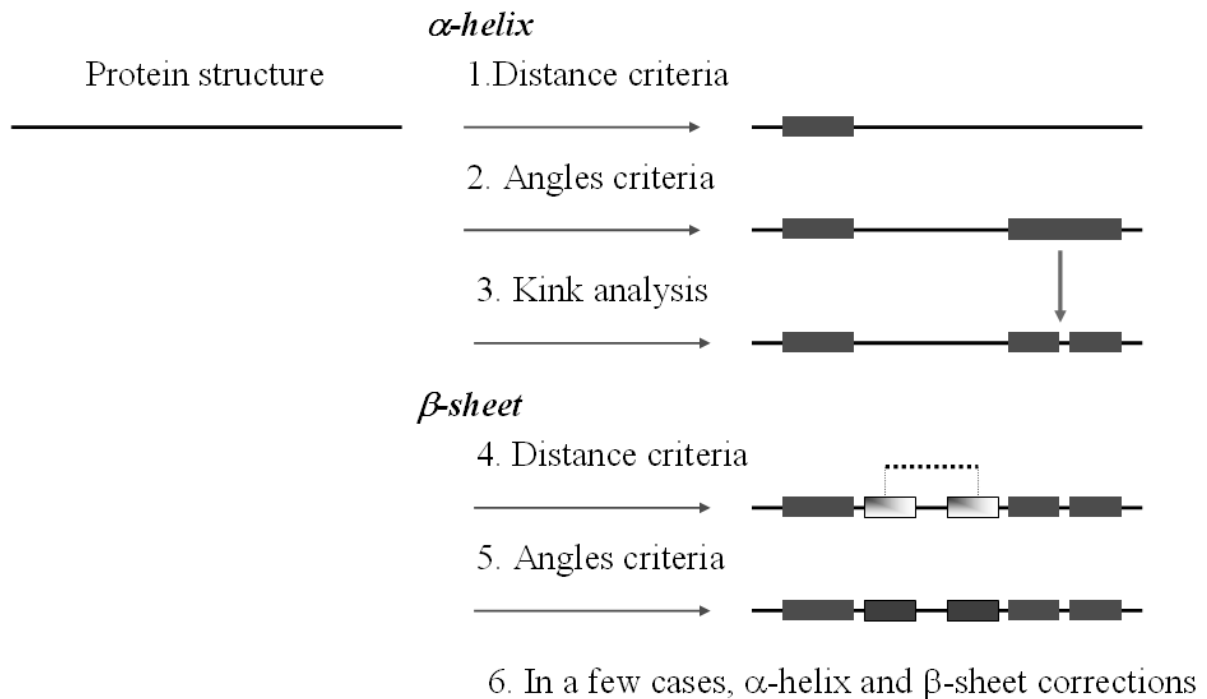 α-helix
Protein structure
1.Distance criteria
2. Angles criteria
3. Kink analysis
β-sheet
4. Distance criteria
5. Angles criteria
6. In a few cases, α-helix and β-sheet corrections